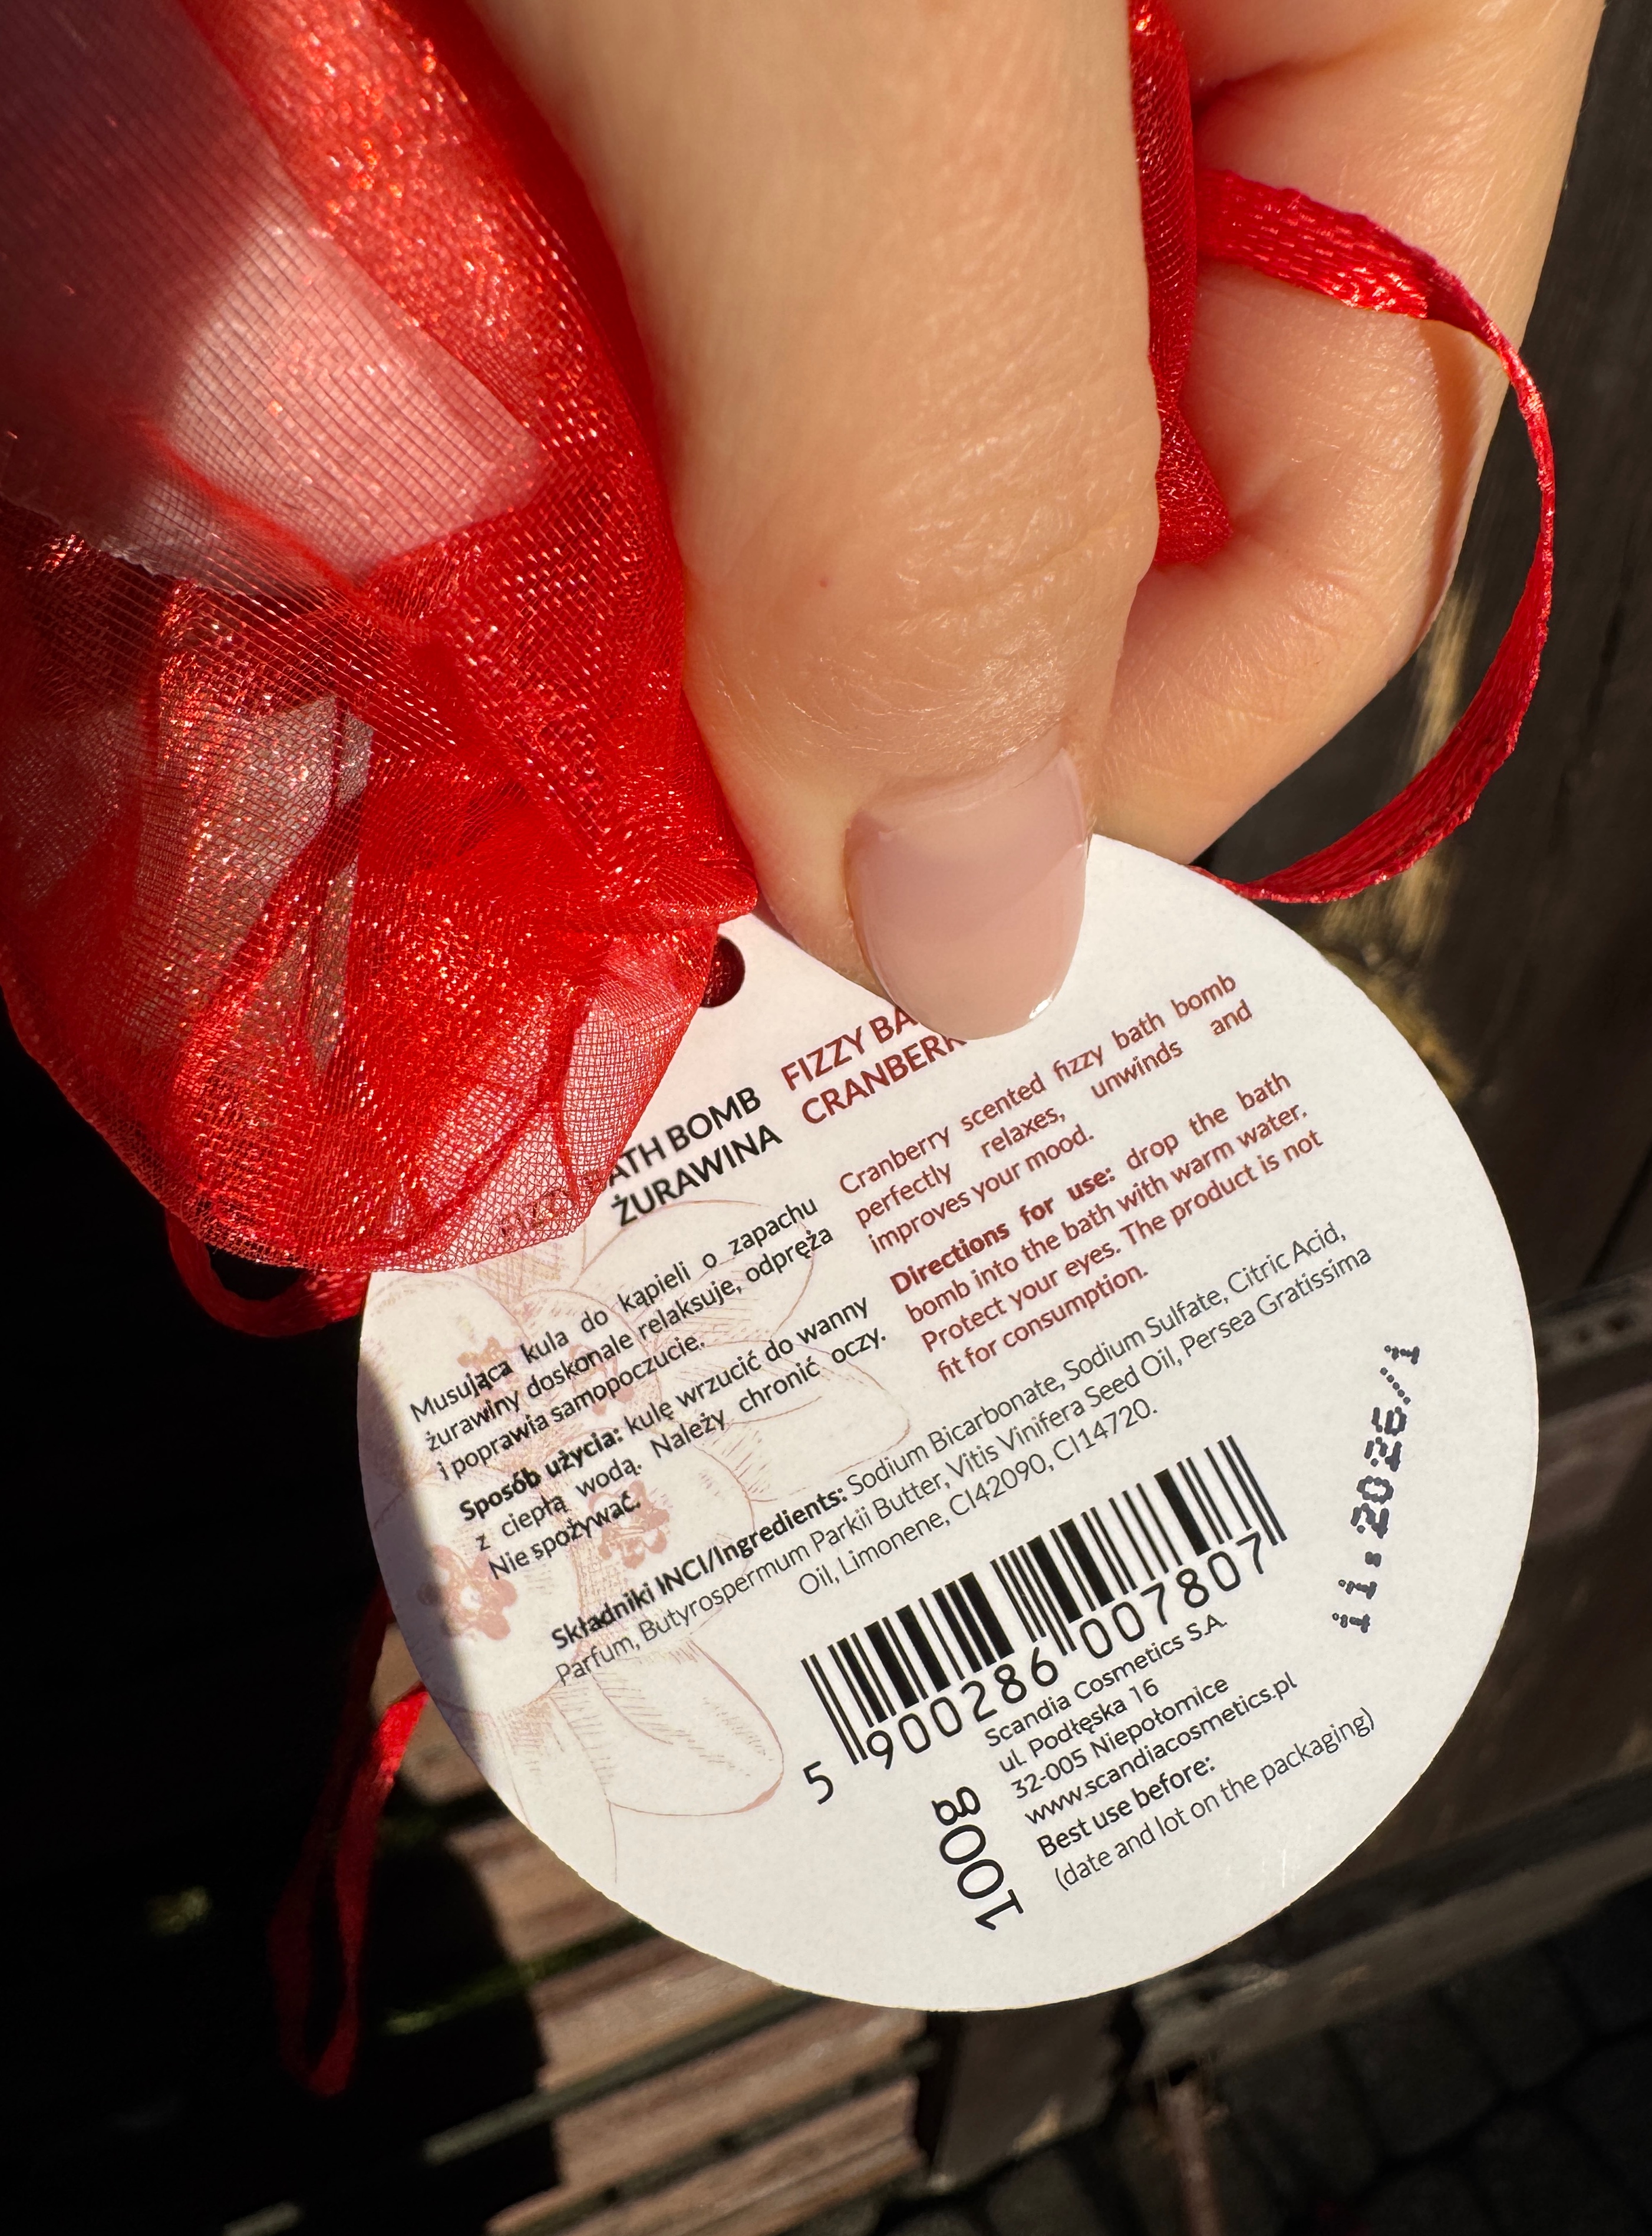 ATH BOMB
ŻURAWINA
Musująca kula do kąpieli o zapachu
żurawiny doskonale relaksuje, odpręża
i poprawia samopoczucie.
Sposób użycia: kulę wrzucić do wanny
z ciepłą wodą. Należy chronić oczy.
Nie spożywać.
FIZZY BA
CRANBERR
Cranberry scented fizzy bath bomb
perfectly relaxes, unwinds and
improves your mood.
Directions for use: drop the bath
bomb into the bath with warm water.
Protect your eyes. The product is not
fit for consumption.
Składniki INCI/Ingredients: Sodium Bicarbonate, Sodium Sulfate, Citric Acid,
Parfum, Butyrospermum Parkii Butter, Vitis Vinifera Seed Oil, Persea Gratissima
Oil, Limonene, CI42090, CI14720.
5 900286 007807
Scandia Cosmetics S.A.
ul. Podłęska 16
32-005 Niepołomice
www.scandiacosmetics.pl
Best use before:
(date and lot on the packaging)
100g
11.2026/1